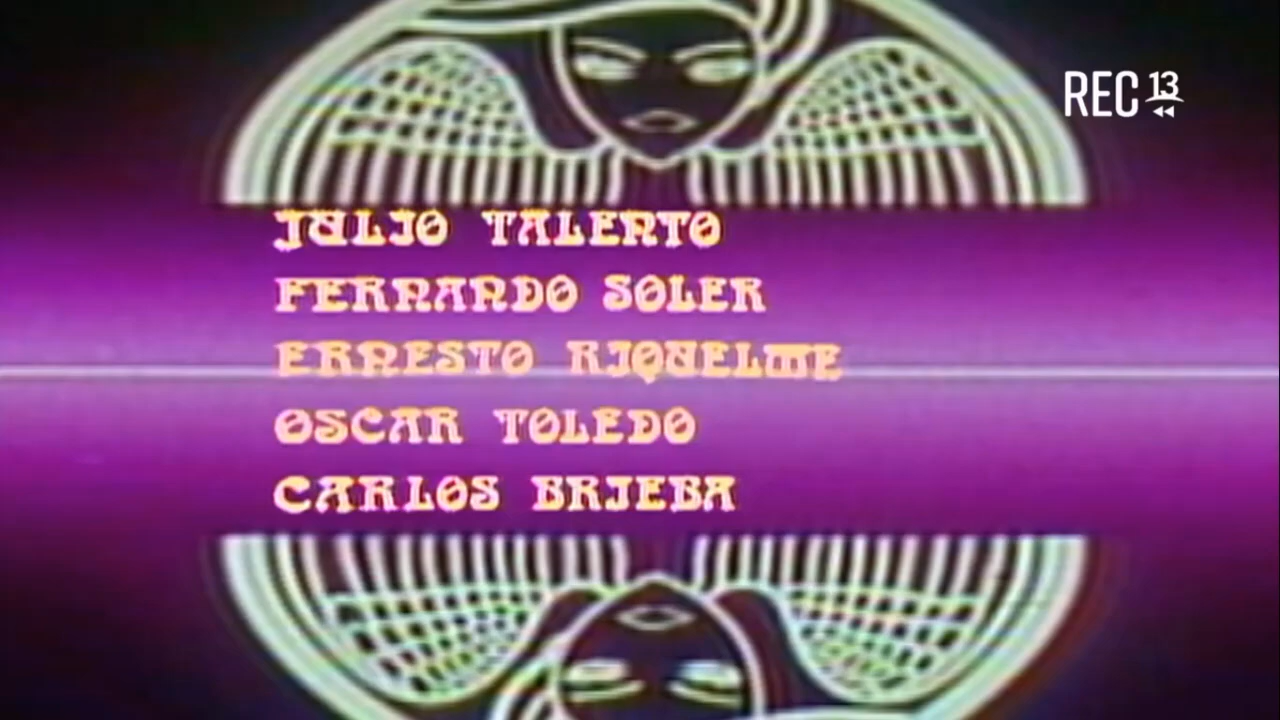 REC 13
JULIO TALENTO
FERNANDO SOLER
ERNESTO RIQUELME
OSCAR TOLEDO
CARLOS BRIEBA